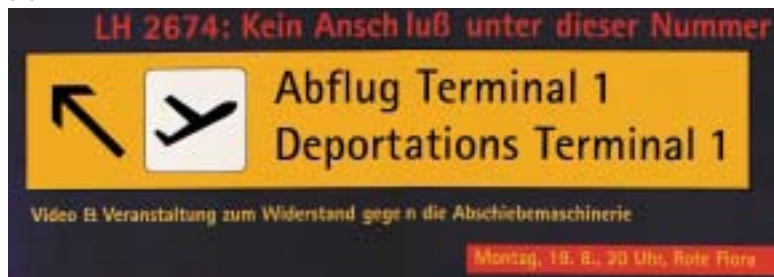 LH 2674: Kein Anschluß unter dieser Nummer
Abflug Terminal 1
Deportations Terminal 1
Video & Veranstaltung zum Widerstand gegen die Abschiebemaschinerie
Montag, 19. 8., 20 Uhr, Rote Flora